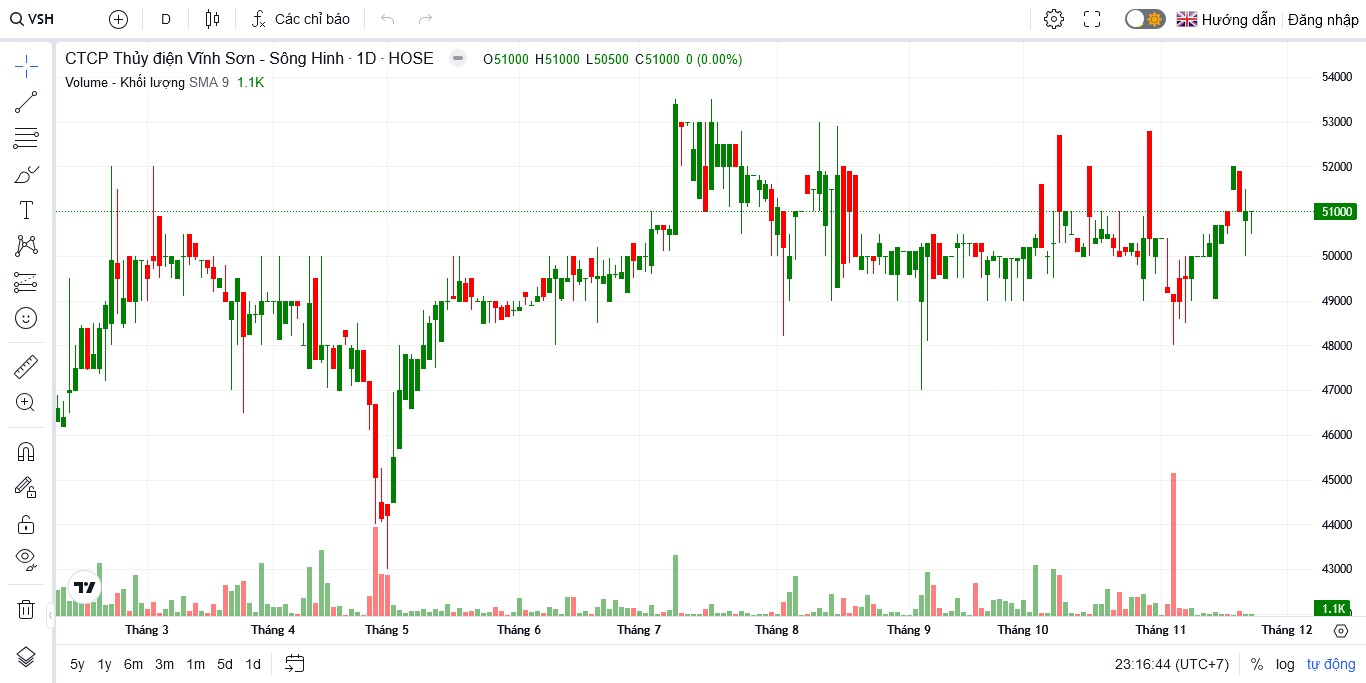 VSH D Các chỉ báo Hướng dẫn Đăng nhập
CTCP Thủy điện Vĩnh Sơn - Sông Hinh · 1D · HOSE O51000 H51000 L50500 C51000 0 (0.00%)
Volume - Khối lượng SMA 9 1.1K
54000
53000
52000
51000
50000
49000
48000
47000
46000
45000
44000
43000
1.1K
Tháng 3 Tháng 4 Tháng 5 Tháng 6 Tháng 7 Tháng 8 Tháng 9 Tháng 10 Tháng 11 Tháng 12
5y 1y 6m 3m 1m 5d 1d 23:16:44 (UTC+7) % log tự động